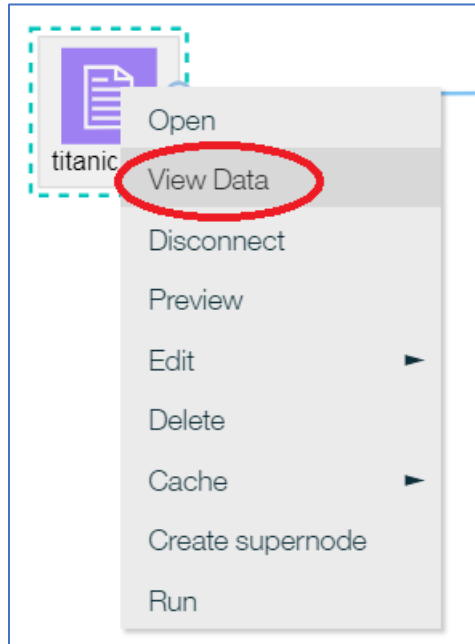 titanic
Open
View Data
Disconnect
Preview
Edit
Delete
Cache
Create supernode
Run